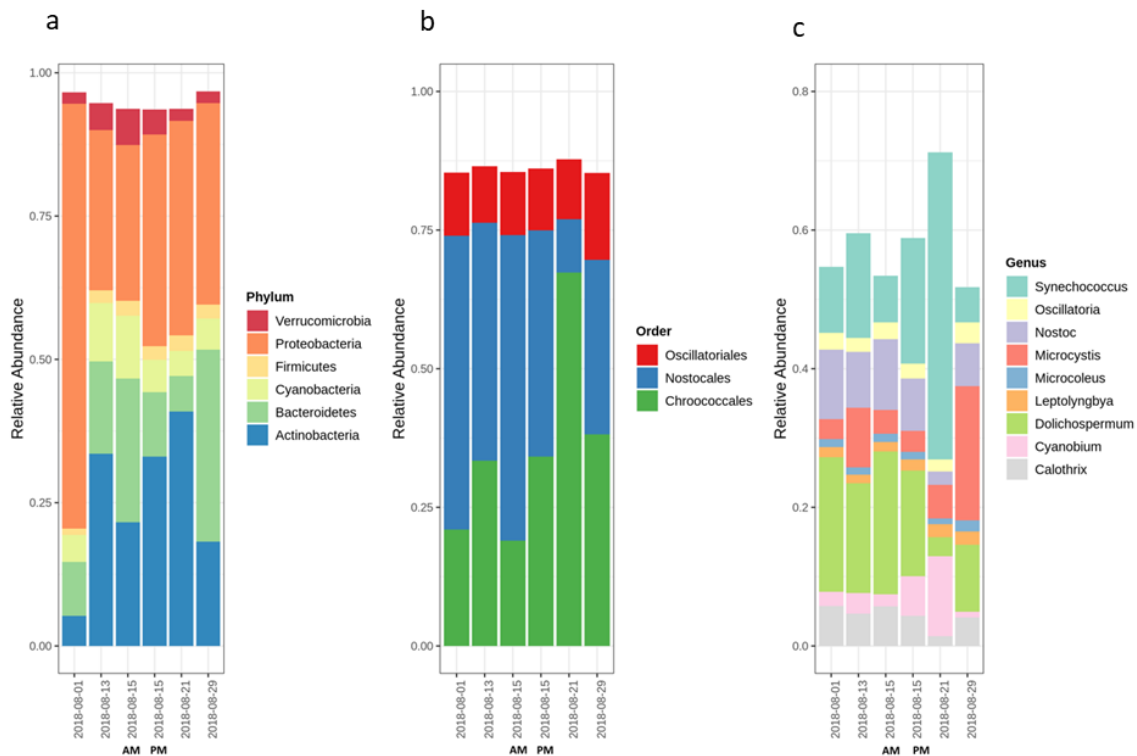 a
Relative Abundance
1.00
0.75
0.50
0.25
0.00
2018-08-01
2018-08-13
2018-08-15
2018-08-15
2018-08-21
2018-08-29
AM PM
Phylum
Verrucomicrobia
Proteobacteria
Firmicutes
Cyanobacteria
Bacteroidetes
Actinobacteria
b
Relative Abundance
1.00
0.75
0.50
0.25
0.00
2018-08-01
2018-08-13
2018-08-15
2018-08-15
2018-08-21
2018-08-29
AM PM
Order
Oscillatoriales
Nostocales
Chroococcales
c
Relative Abundance
0.8
0.6
0.4
0.2
0.0
2018-08-01
2018-08-13
2018-08-15
2018-08-15
2018-08-21
2018-08-29
AM PM
Genus
Synechococcus
Oscillatoria
Nostoc
Microcystis
Microcoleus
Leptolyngbya
Dolichospermum
Cyanobium
Calothrix